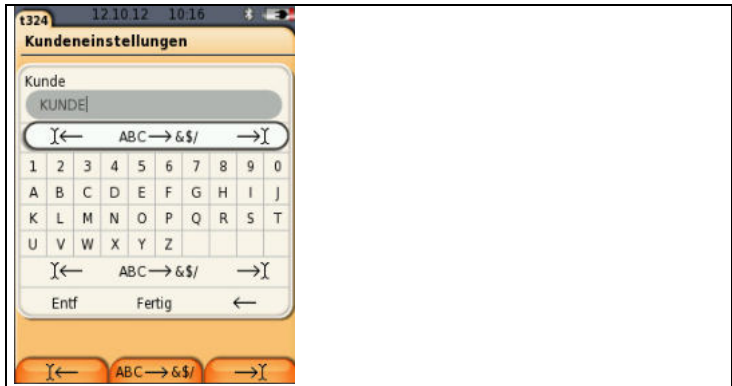 t324 12.10.12 10:16
Kundeneinstellungen
Kunde
KUNDE
I← ABC→&$/ →I
1 2 3 4 5 6 7 8 9 0
A B C D E F G H I J
K L M N O P Q R S T
U V W X Y Z
I← ABC→&$/ →I
Entf Fertig ←
I← ABC→&$/ →I